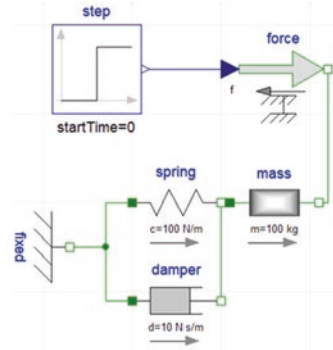 step
force
f
startTime=0
spring
mass
c=100 N/m
m=100 kg
fixed
damper
d=10 N s/m